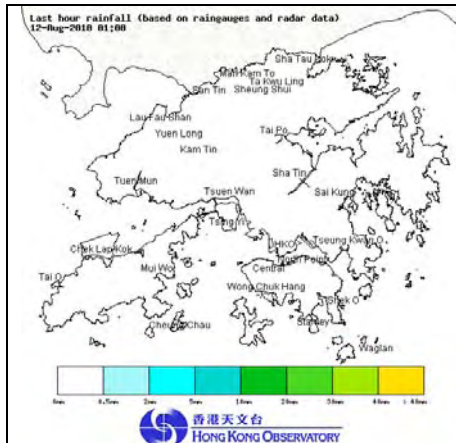 Last hour rainfall (based on raingauges and radar data)
12-Aug-2010 01:00
Sha Tau Kok
Man Kam To
Ta Kwu Ling
San Tin Sheung Shui
Lau Fau Shan
Yuen Long
Tai Po
Kam Tin
Sha Tin
Tuen Mun
Sai Kung
Tsuen Wan
Tsing Yi
Chek Lap Kok
HKO Tseung Kwan O
North Point
Mui Wo
Central
Tai O
Wong Chuk Hang
Shek O
Cheung Chau
Stanley
Waglan
0mm 0.5mm 2mm 5mm 10mm 20mm 30mm 40mm > 40mm
香港天文台
HONG KONG OBSERVATORY